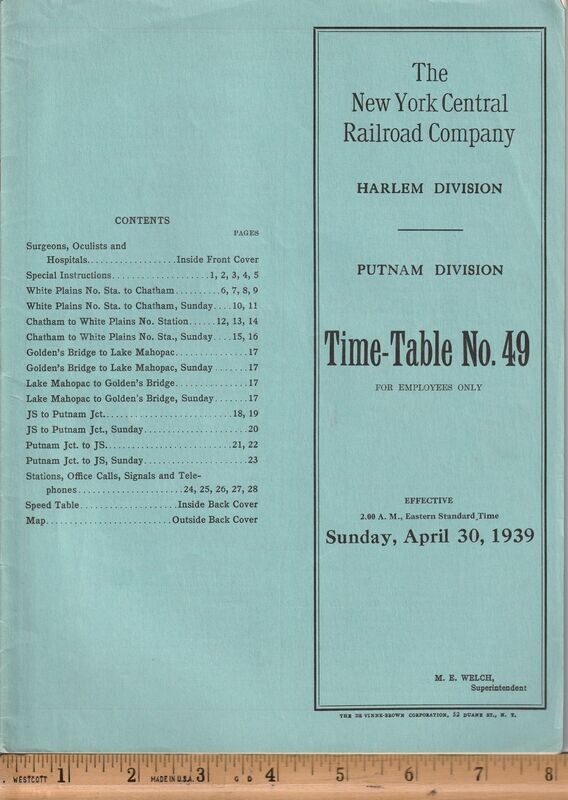 CONTENTS
PAGES
Surgeons, Oculists and
Hospitals..................Inside Front Cover
Special Instructions....................1, 2, 3, 4, 5
White Plains No. Sta. to Chatham..........6, 7, 8, 9
White Plains No. Sta. to Chatham, Sunday....10, 11
Chatham to White Plains No. Station......12, 13, 14
Chatham to White Plains No. Sta., Sunday....15, 16
Golden's Bridge to Lake Mahopac...............17
Golden's Bridge to Lake Mahopac, Sunday.......17
Lake Mahopac to Golden's Bridge...............17
Lake Mahopac to Golden's Bridge, Sunday.......17
JS to Putnam Jct..........................18, 19
JS to Putnam Jct., Sunday.....................20
Putnam Jct. to JS.........................21, 22
Putnam Jct. to JS, Sunday.....................23
Stations, Office Calls, Signals and Tele-
phones.....................24, 25, 26, 27, 28
Speed Table....................Inside Back Cover
Map..........................Outside Back Cover
The
New York Central
Railroad Company
HARLEM DIVISION
PUTNAM DIVISION
Time-Table No. 49
FOR EMPLOYEES ONLY
EFFECTIVE
2.00 A. M., Eastern Standard Time
Sunday, April 30, 1939
M. E. WELCH,
Superintendent
THE DE VINNE-BROWN CORPORATION, 52 DUANE ST., N. Y.
WESTCOTT 1 2 MADE IN U.S.A. 3 G D 4 5 6 7 8